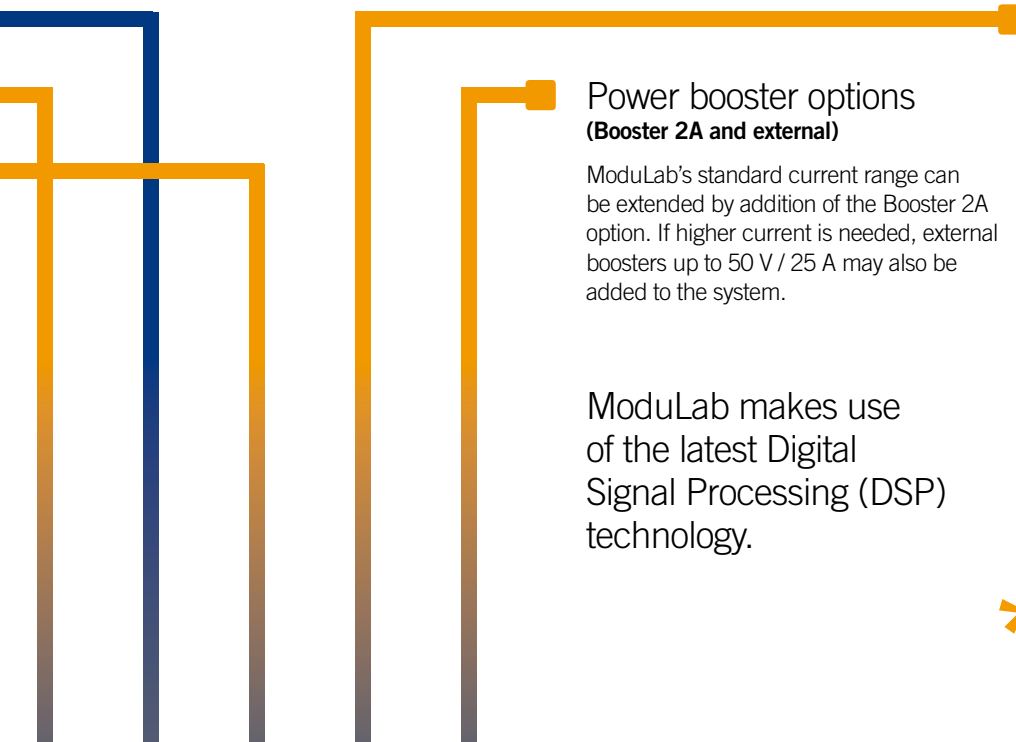 Power booster options
(Booster 2A and external)
ModuLab's standard current range can
be extended by addition of the Booster 2A
option. If higher current is needed, external
boosters up to 50 V / 25 A may also be
added to the system.
ModuLab makes use
of the latest Digital
Signal Processing (DSP)
technology.